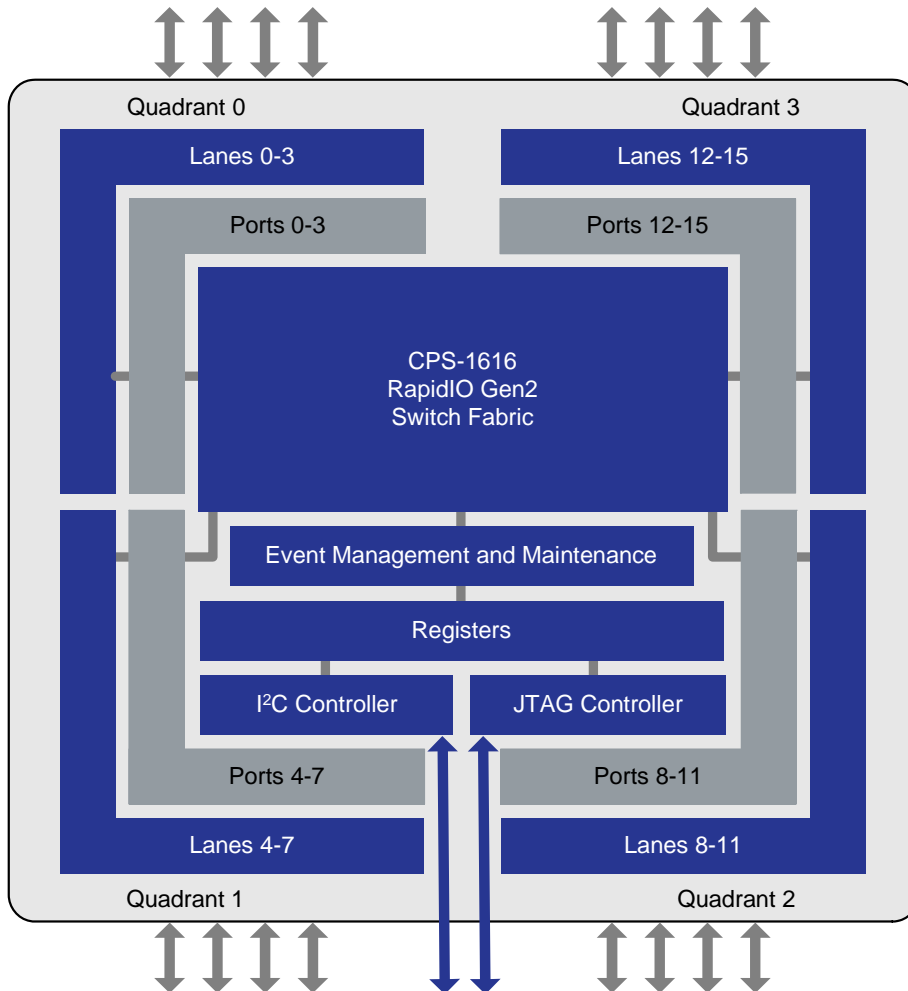 Quadrant 0
Quadrant 3
Lanes 0-3
Lanes 12-15
Ports 0-3
Ports 12-15
CPS-1616
RapidIO Gen2
Switch Fabric
Event Management and Maintenance
Registers
I²C Controller
JTAG Controller
Ports 4-7
Ports 8-11
Lanes 4-7
Lanes 8-11
Quadrant 1
Quadrant 2